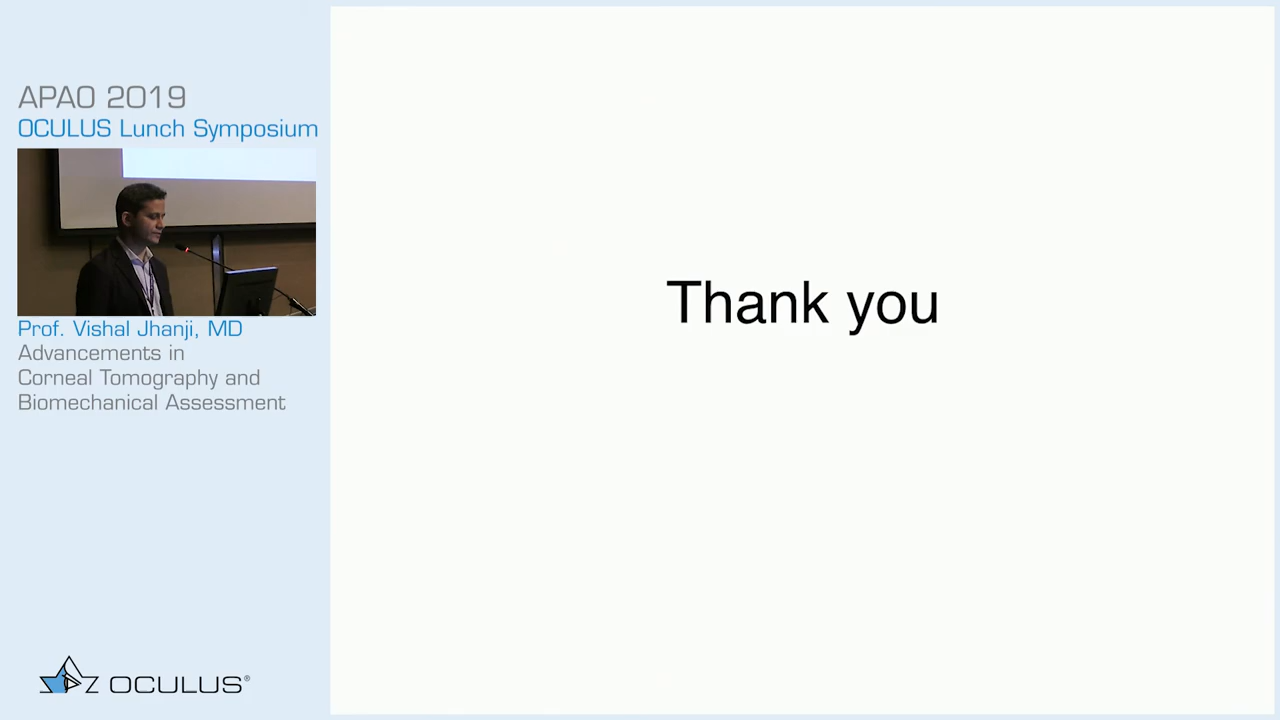 APAO 2019
OCULUS Lunch Symposium
Prof. Vishal Jhanji, MD
Advancements in
Corneal Tomography and
Biomechanical Assessment
OCULUS®
Thank you